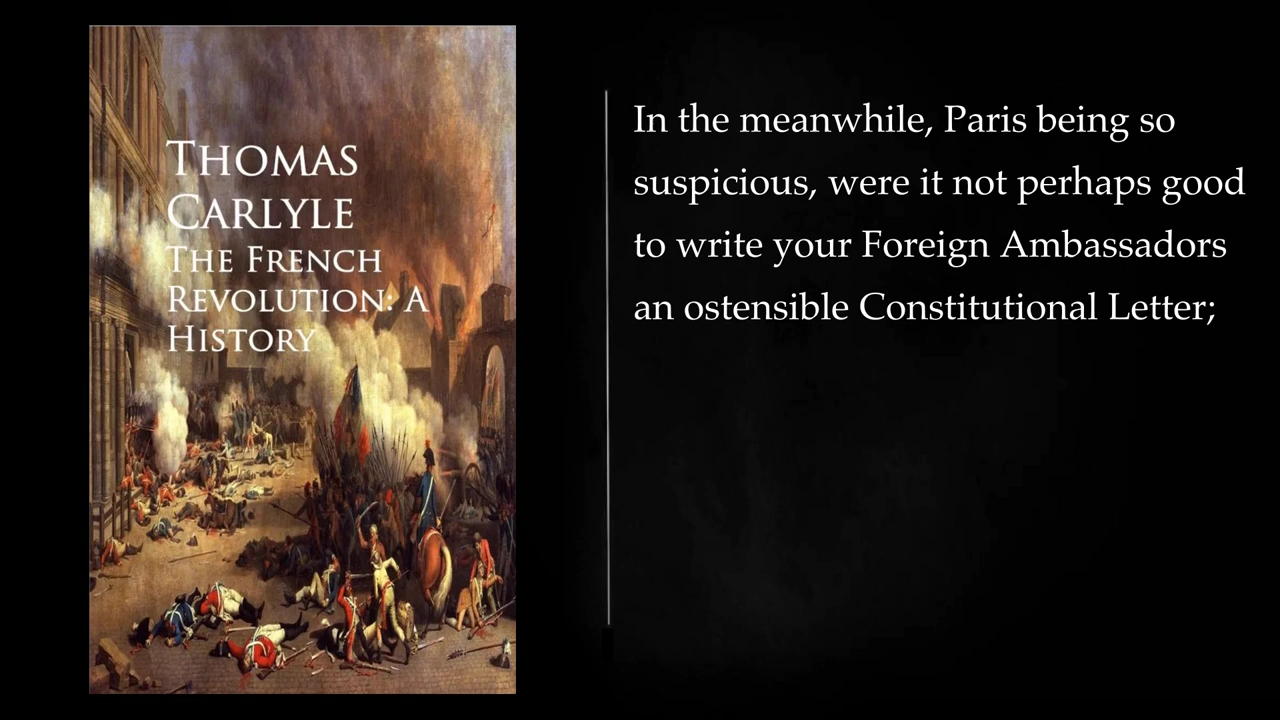 THOMAS
CARLYLE
THE FRENCH
REVOLUTION: A
HISTORY
In the meanwhile, Paris being so
suspicious, were it not perhaps good
to write your Foreign Ambassadors
an ostensible Constitutional Letter;